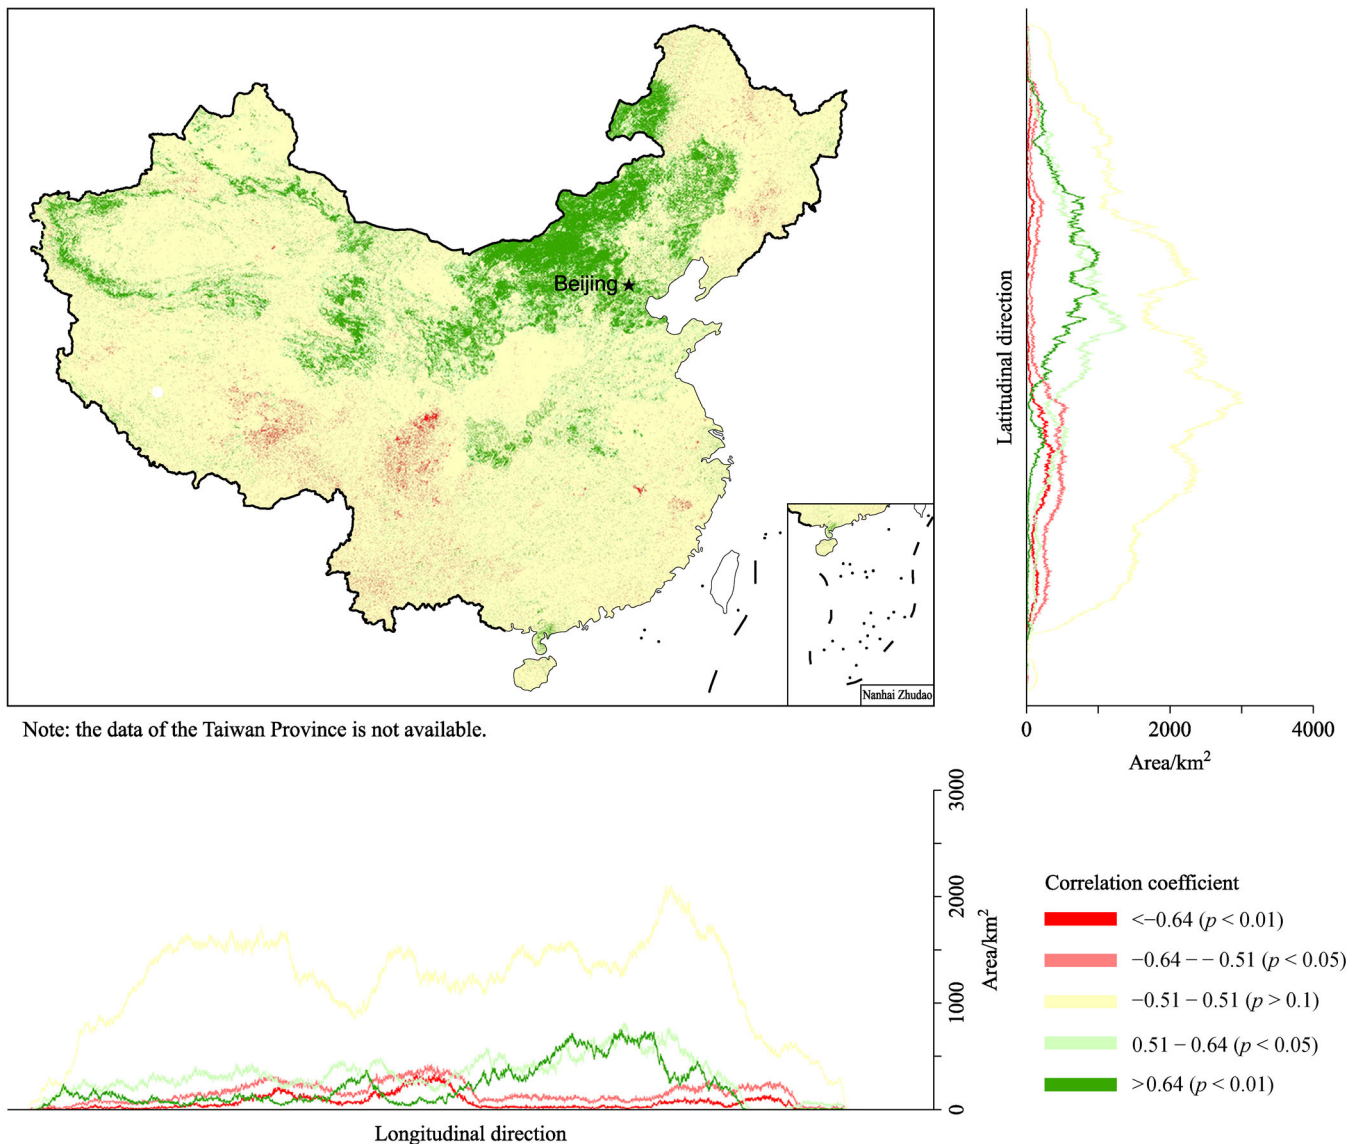 Beijing
Nanhai Zhudao
Note: the data of the Taiwan Province is not available.
Latitudinal direction
0 2000 4000
Area/km²
3000
2000
1000
0
Area/km²
Longitudinal direction
Correlation coefficient
<−0.64 (p < 0.01)
−0.64 – − 0.51 (p < 0.05)
−0.51 – 0.51 (p > 0.1)
0.51 – 0.64 (p < 0.05)
>0.64 (p < 0.01)